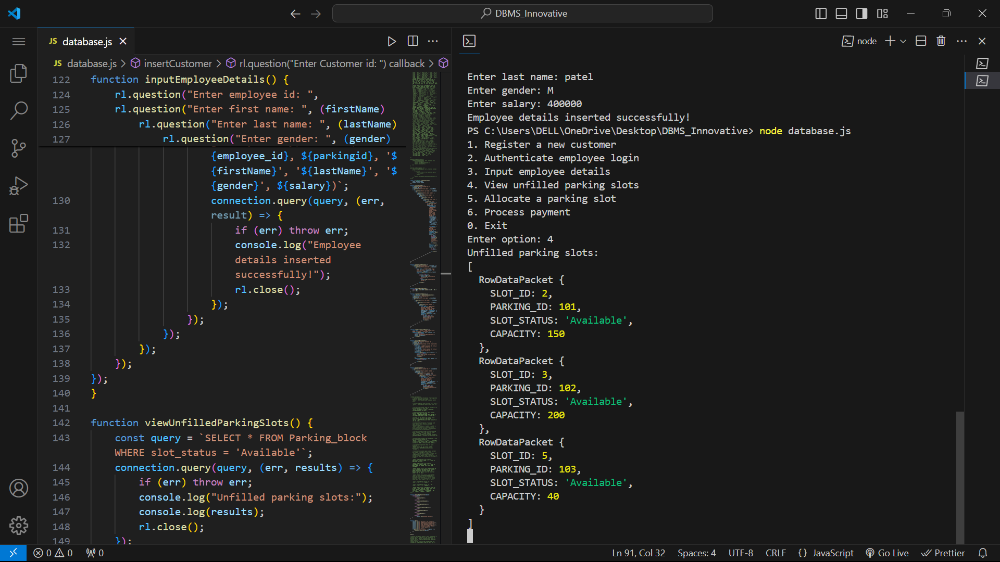 DBMS_Innovative
JS database.js
node
JS database.js > insertCustomer > rl.question("Enter Customer id: ") callback >
122 function inputEmployeeDetails() {
124 rl.question("Enter employee id: ",
125 rl.question("Enter first name: ", (firstName)
126 rl.question("Enter last name: ", (lastName)
127 rl.question("Enter gender: ", (gender)
{employee_id}, ${parkingid}, '$
{firstName}', '${lastName}', '$
{gender}', ${salary})`;
130 connection.query(query, (err,
result) => {
131 if (err) throw err;
132 console.log("Employee
details inserted
successfully!");
133 rl.close();
134 });
135 });
136 });
137 });
138 });
139 });
140 }
141
142 function viewUnfilledParkingSlots() {
143 const query = `SELECT * FROM Parking_block
WHERE slot_status = 'Available'`;
144 connection.query(query, (err, results) => {
145 if (err) throw err;
146 console.log("Unfilled parking slots:");
147 console.log(results);
148 rl.close();
149 });
Enter last name: patel
Enter gender: M
Enter salary: 400000
Employee details inserted successfully!
PS C:\Users\DELL\OneDrive\Desktop\DBMS_Innovative> node database.js
1. Register a new customer
2. Authenticate employee login
3. Input employee details
4. View unfilled parking slots
5. Allocate a parking slot
6. Process payment
0. Exit
Enter option: 4
Unfilled parking slots:
[
RowDataPacket {
SLOT_ID: 2,
PARKING_ID: 101,
SLOT_STATUS: 'Available',
CAPACITY: 150
},
RowDataPacket {
SLOT_ID: 3,
PARKING_ID: 102,
SLOT_STATUS: 'Available',
CAPACITY: 200
},
RowDataPacket {
SLOT_ID: 5,
PARKING_ID: 103,
SLOT_STATUS: 'Available',
CAPACITY: 40
}
]
0 0 0 Ln 91, Col 32 Spaces: 4 UTF-8 CRLF {} JavaScript Go Live Prettier